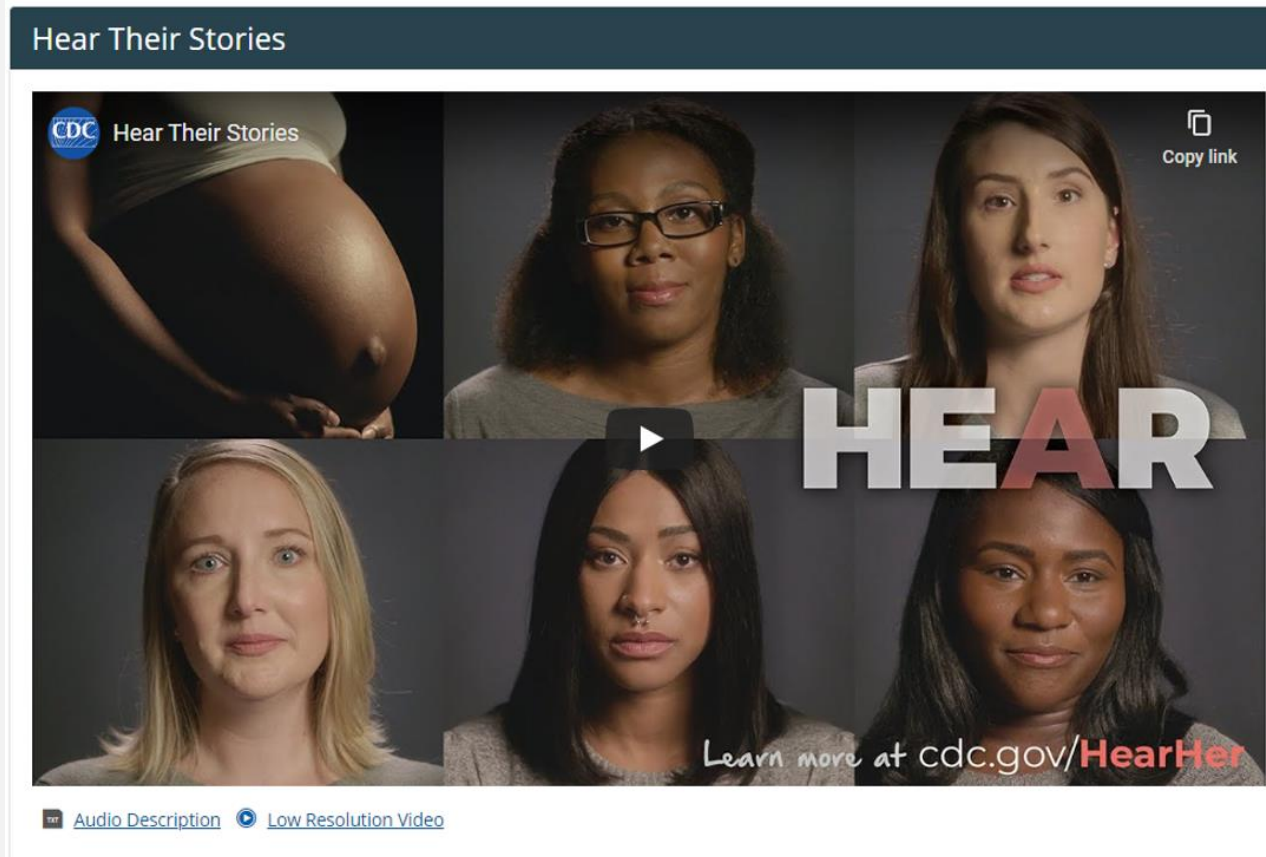 Hear Their Stories
CDC Hear Their Stories
Copy link
HEAR
Learn more at cdc.gov/HearHer
TXT Audio Description Low Resolution Video